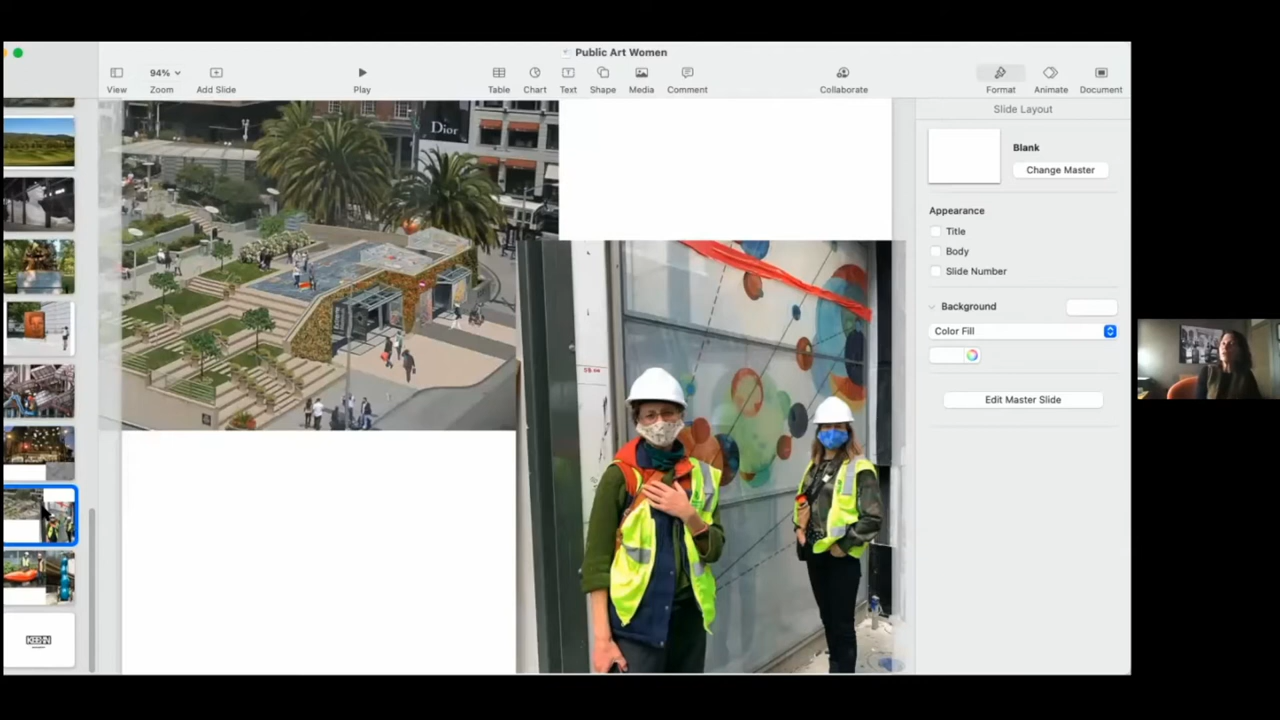 Public Art Women
94%
View
Zoom
Add Slide
Play
Table
Chart
Text
Shape
Media
Comment
Collaborate
Format
Animate
Document
Slide Layout
Dior
Blank
Change Master
Appearance
Title
Body
Slide Number
Background
Color Fill
Edit Master Slide